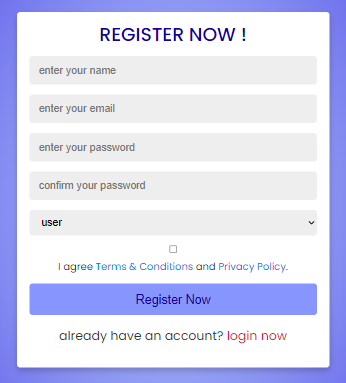 REGISTER NOW !
enter your name
enter your email
enter your password
confirm your password
user
I agree Terms & Conditions and Privacy Policy.
Register Now
already have an account? login now